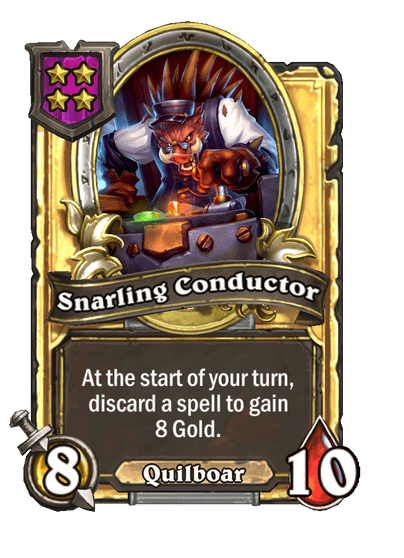 Snarling Conductor
At the start of your turn,
discard a spell to gain
8 Gold.
8
Quilboar
10